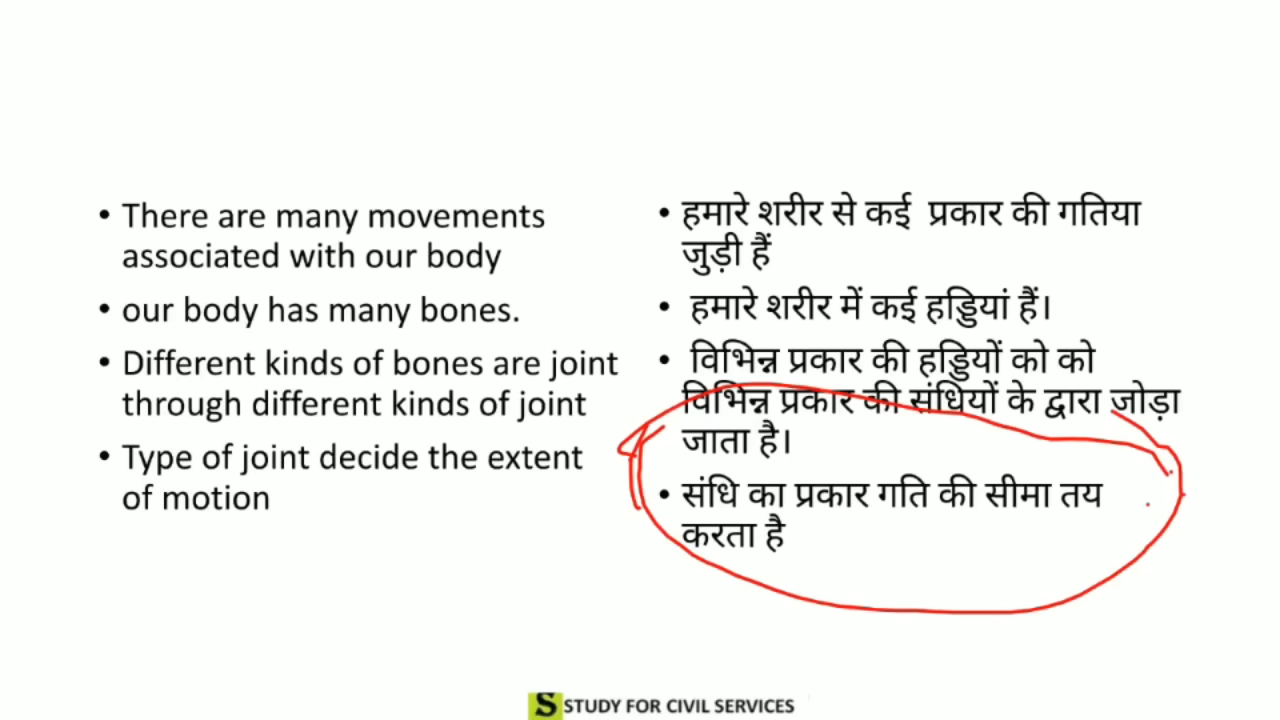 • There are many movements
associated with our body
• our body has many bones.
• Different kinds of bones are joint
through different kinds of joint
• Type of joint decide the extent
of motion
• हमारे शरीर से कई प्रकार की गतिया
जुड़ी हैं
• हमारे शरीर में कई हड्डियां हैं।
• विभिन्न प्रकार की हड्डियों को को
विभिन्न प्रकार की संधियों के द्वारा जोड़ा
जाता है।
• संधि का प्रकार गति की सीमा तय
करता है
S STUDY FOR CIVIL SERVICES